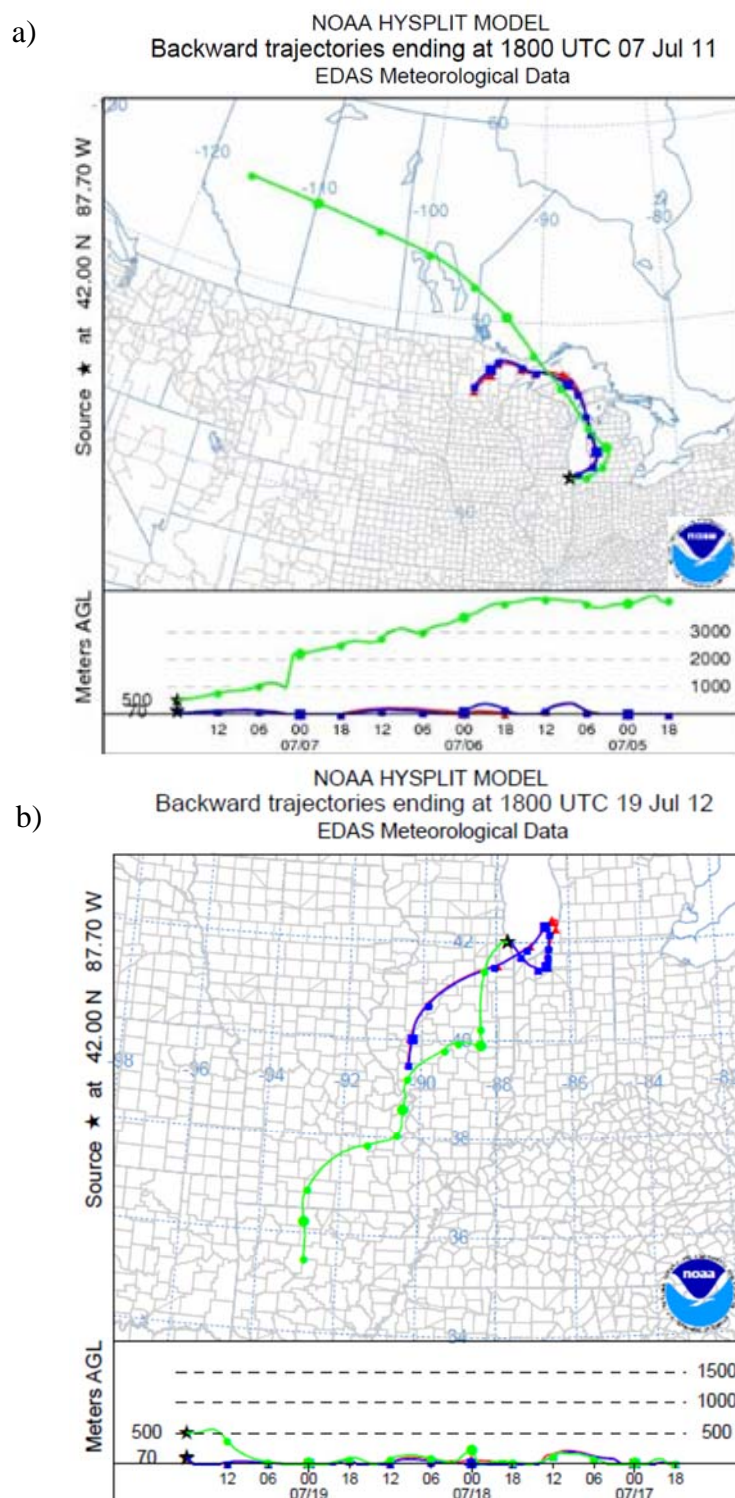 a)
NOAA HYSPLIT MODEL
Backward trajectories ending at 1800 UTC 07 Jul 11
EDAS Meteorological Data
Source ★ at 42.00 N 87.70 W
-120
-110
-100
-90
-80
noaa
Meters AGL
3000
2000
1000
500
70
12 06 00 18 12 06 00 18 12 06 00 18
07/07 07/06 07/05
b)
NOAA HYSPLIT MODEL
Backward trajectories ending at 1800 UTC 19 Jul 12
EDAS Meteorological Data
Source ★ at 42.00 N 87.70 W
42
40
-98 -96 -94 -92 -90 -88
38
36
34
noaa
Meters AGL
1500
1000
500 500
70
12 06 00 18 12 06 00 18 12 06 00 18
07/19 07/18 07/17